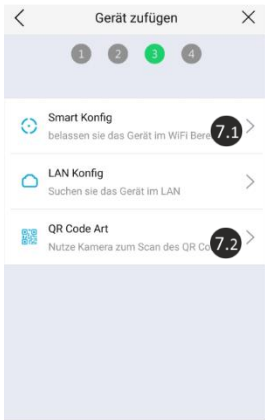 Gerät zufügen
1 2 3 4
Smart Konfig
belassen sie das Gerät im WiFi Bere
7.1
LAN Konfig
Suchen sie das Gerät im LAN
QR Code Art
Nutze Kamera zum Scan des QR Co
7.2